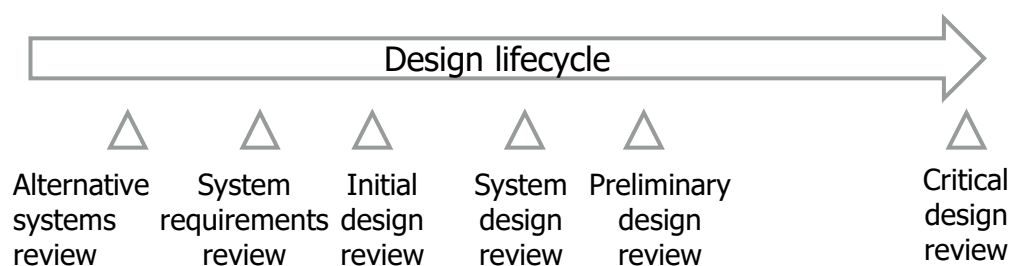 Design lifecycle
Alternative
systems
review
System
requirements
review
Initial
design
review
System
design
review
Preliminary
design
review
Critical
design
review